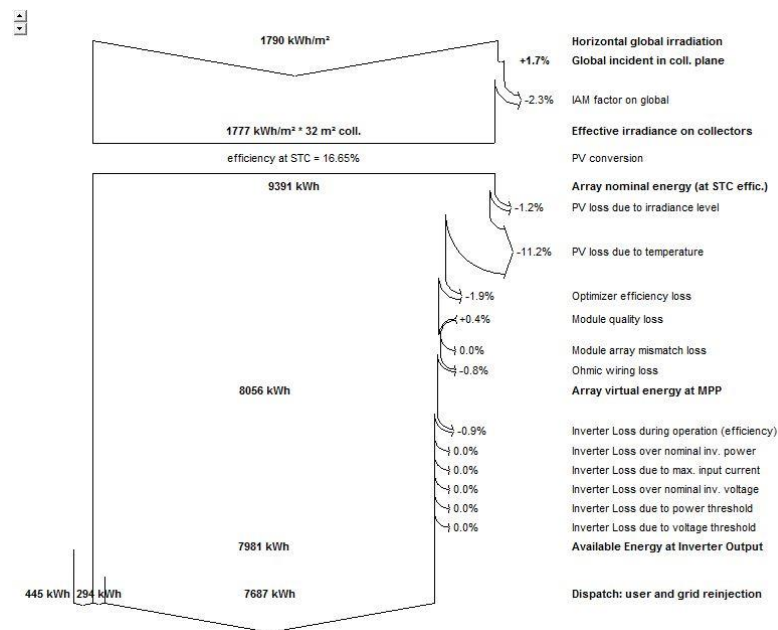 1790 kWh/m² Horizontal global irradiation
+1.7% Global incident in coll. plane
-2.3% IAM factor on global
1777 kWh/m² * 32 m² coll. Effective irradiance on collectors
efficiency at STC = 16.65% PV conversion
9391 kWh Array nominal energy (at STC effic.)
-1.2% PV loss due to irradiance level
-11.2% PV loss due to temperature
-1.9% Optimizer efficiency loss
+0.4% Module quality loss
0.0% Module array mismatch loss
-0.8% Ohmic wiring loss
8056 kWh Array virtual energy at MPP
-0.9% Inverter Loss during operation (efficiency)
0.0% Inverter Loss over nominal inv. power
0.0% Inverter Loss due to max. input current
0.0% Inverter Loss over nominal inv. voltage
0.0% Inverter Loss due to power threshold
0.0% Inverter Loss due to voltage threshold
7981 kWh Available Energy at Inverter Output
445 kWh 294 kWh 7687 kWh Dispatch: user and grid reinjection